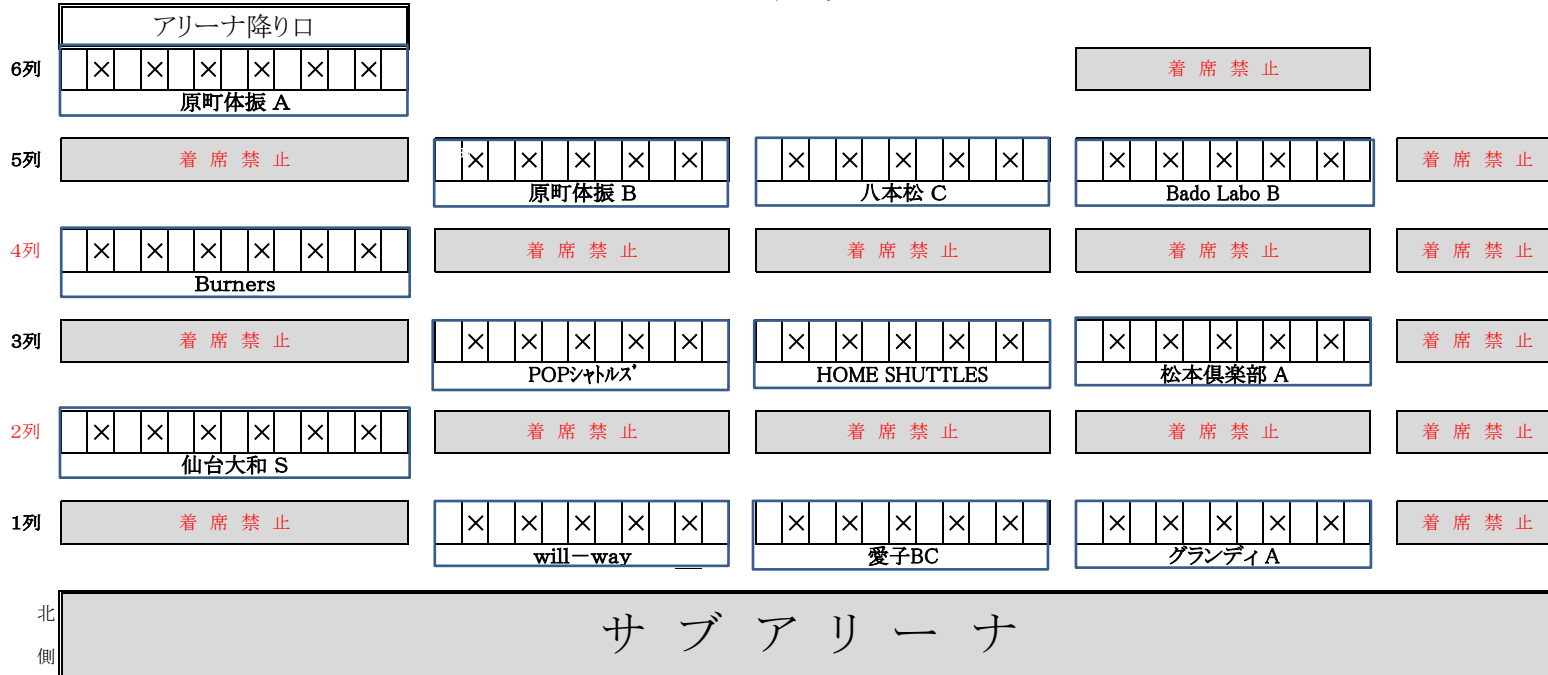 アリーナ降り口
6列 × × × × × × 着 席 禁 止
原町体振 A
5列 着 席 禁 止 × × × × × × × × × × × × × × × 着 席 禁 止
原町体振 B 八本松 C Bado Labo B
4列 × × × × × × 着 席 禁 止 着 席 禁 止 着 席 禁 止 着 席 禁 止
Burners
3列 着 席 禁 止 × × × × × × × × × × × × × × × 着 席 禁 止
POPシャトルズ HOME SHUTTLES 松本倶楽部 A
2列 × × × × × × 着 席 禁 止 着 席 禁 止 着 席 禁 止 着 席 禁 止
仙台大和 S
1列 着 席 禁 止 × × × × × × × × × × × × × × × 着 席 禁 止
will－way 愛子BC グランディ A
北側
サブアリーナ